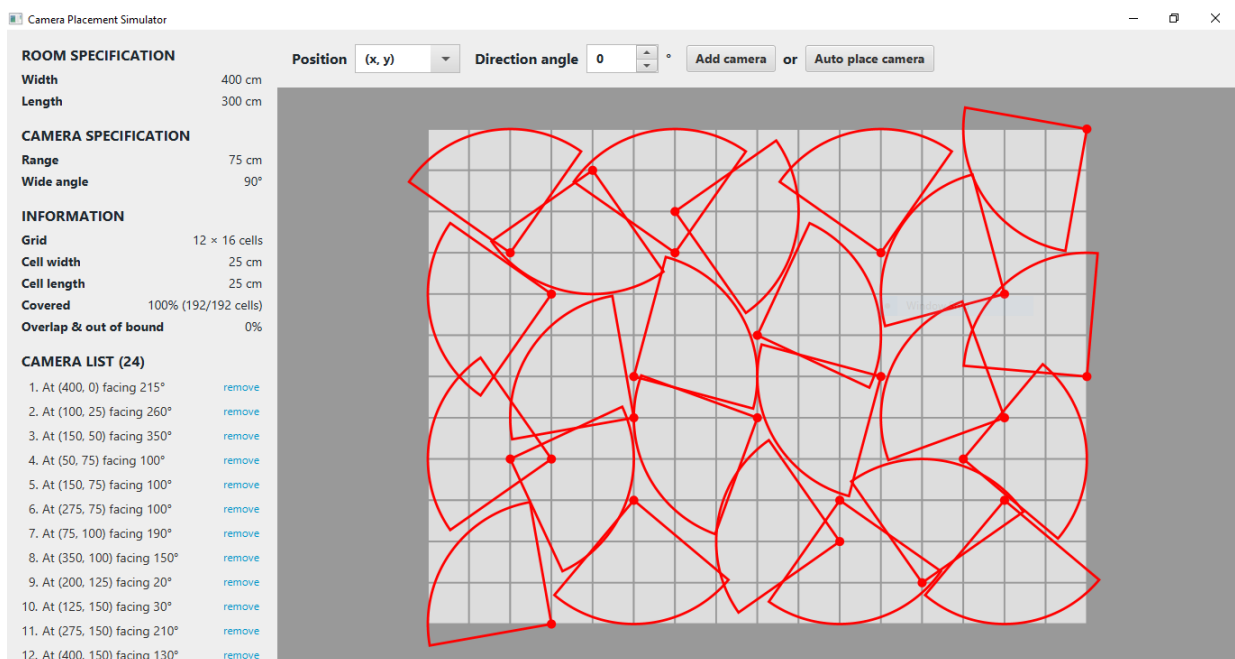 Camera Placement Simulator
ROOM SPECIFICATION
Width 400 cm
Length 300 cm
CAMERA SPECIFICATION
Range 75 cm
Wide angle 90°
INFORMATION
Grid 12 × 16 cells
Cell width 25 cm
Cell length 25 cm
Covered 100% (192/192 cells)
Overlap & out of bound 0%
CAMERA LIST (24)
1. At (400, 0) facing 215° remove
2. At (100, 25) facing 260° remove
3. At (150, 50) facing 350° remove
4. At (50, 75) facing 100° remove
5. At (150, 75) facing 100° remove
6. At (275, 75) facing 100° remove
7. At (75, 100) facing 190° remove
8. At (350, 100) facing 150° remove
9. At (200, 125) facing 20° remove
10. At (125, 150) facing 30° remove
11. At (275, 150) facing 210° remove
12. At (400, 150) facing 130° remove
Position (x, y) Direction angle 0 ° Add camera or Auto place camera